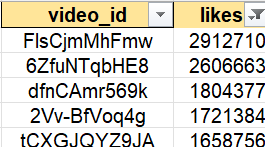 video_id likes
FlsCjmMhFmw 2912710
6ZfuNTqbHE8 2606663
dfnCAmr569k 1804377
2Vv-BfVoq4g 1721384
tCXGJQYZ9JA 1658756